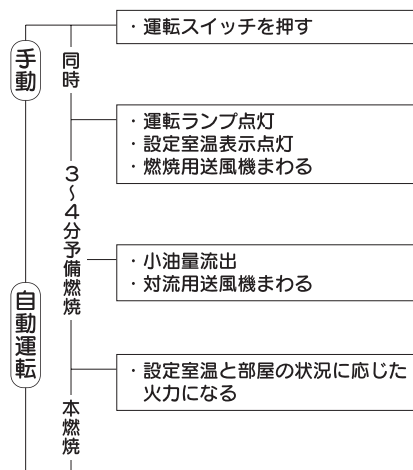 手動
同時
・運転スイッチを押す
・運転ランプ点灯
・設定室温表示点灯
・燃焼用送風機まわる
3〜4分予備燃焼
・小油量流出
・対流用送風機まわる
自動運転
・設定室温と部屋の状況に応じた
火力になる
本燃焼